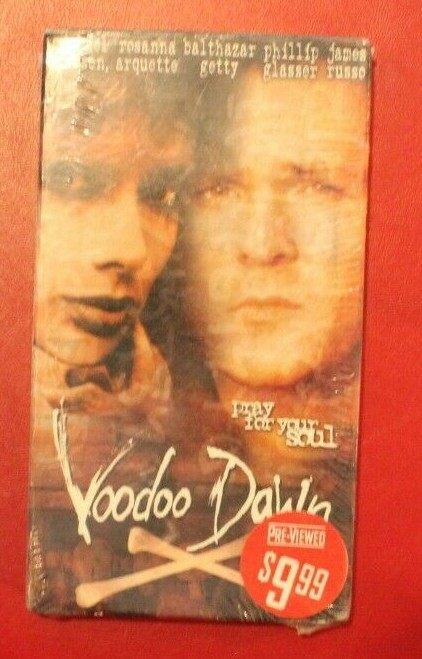 rosanna balthazar phillip james
arquette getty glasser russo
pray
for your
soul
Voodoo Dawn
PRE-VIEWED
$9.99